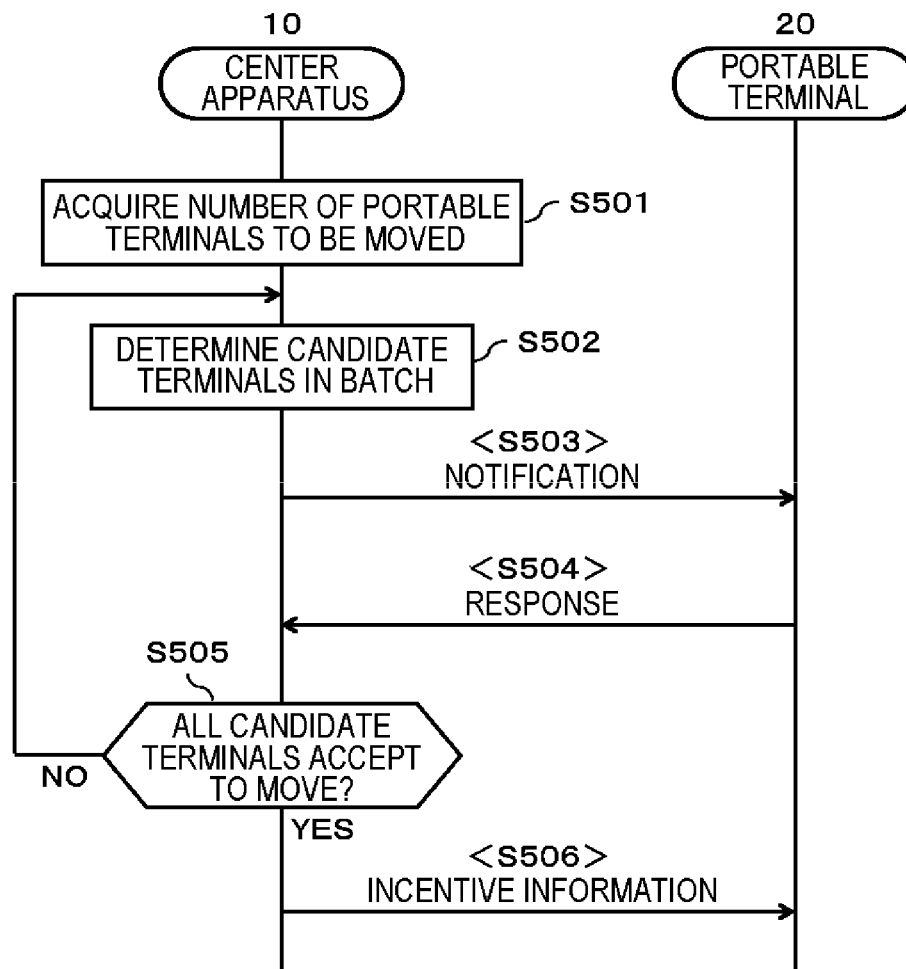 10
20
CENTER
APPARATUS
PORTABLE
TERMINAL
ACQUIRE NUMBER OF PORTABLE
TERMINALS TO BE MOVED
S501
DETERMINE CANDIDATE
TERMINALS IN BATCH
S502
<S503>
NOTIFICATION
<S504>
RESPONSE
S505
ALL CANDIDATE
TERMINALS ACCEPT
TO MOVE?
NO
YES
<S506>
INCENTIVE INFORMATION